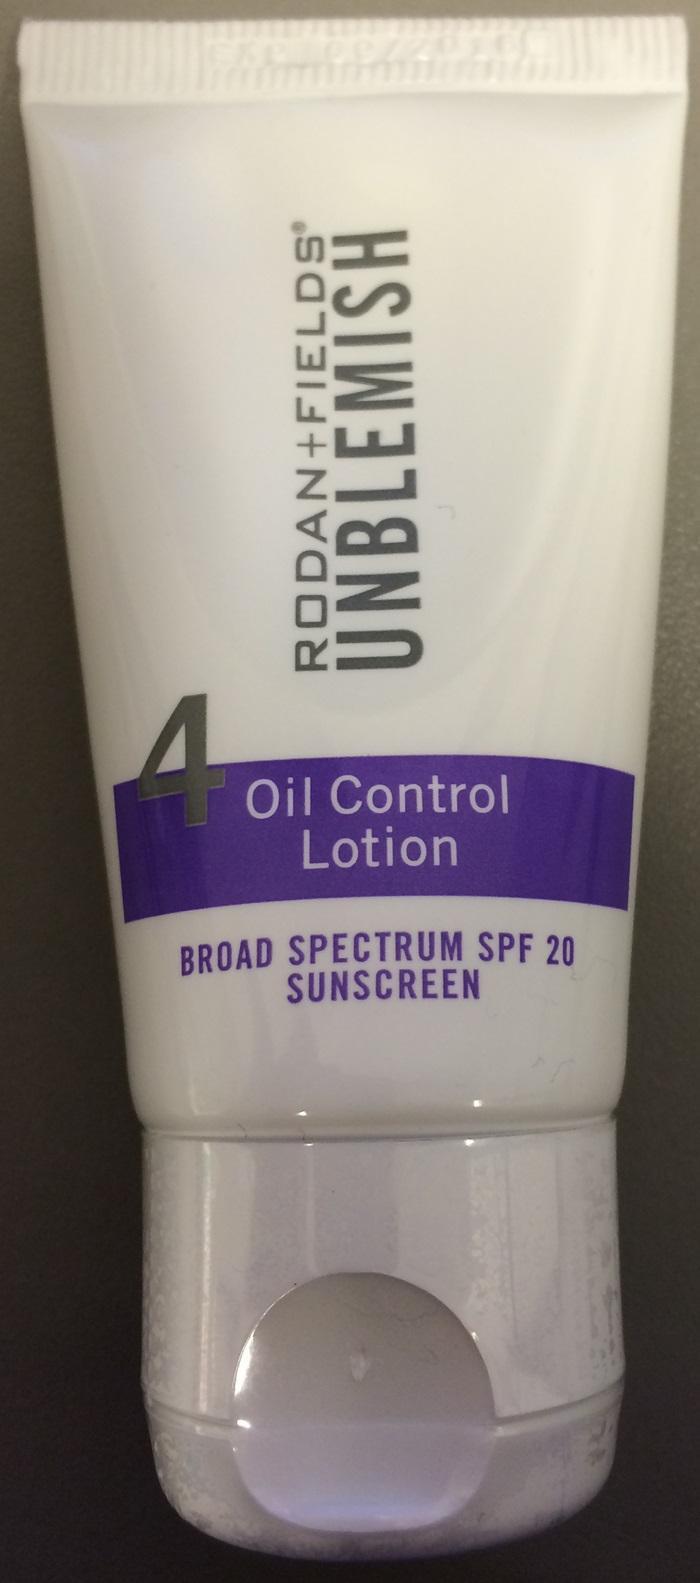 RODAN+FIELDS®
UNBLEMISH
4
Oil Control
Lotion
BROAD SPECTRUM SPF 20
SUNSCREEN